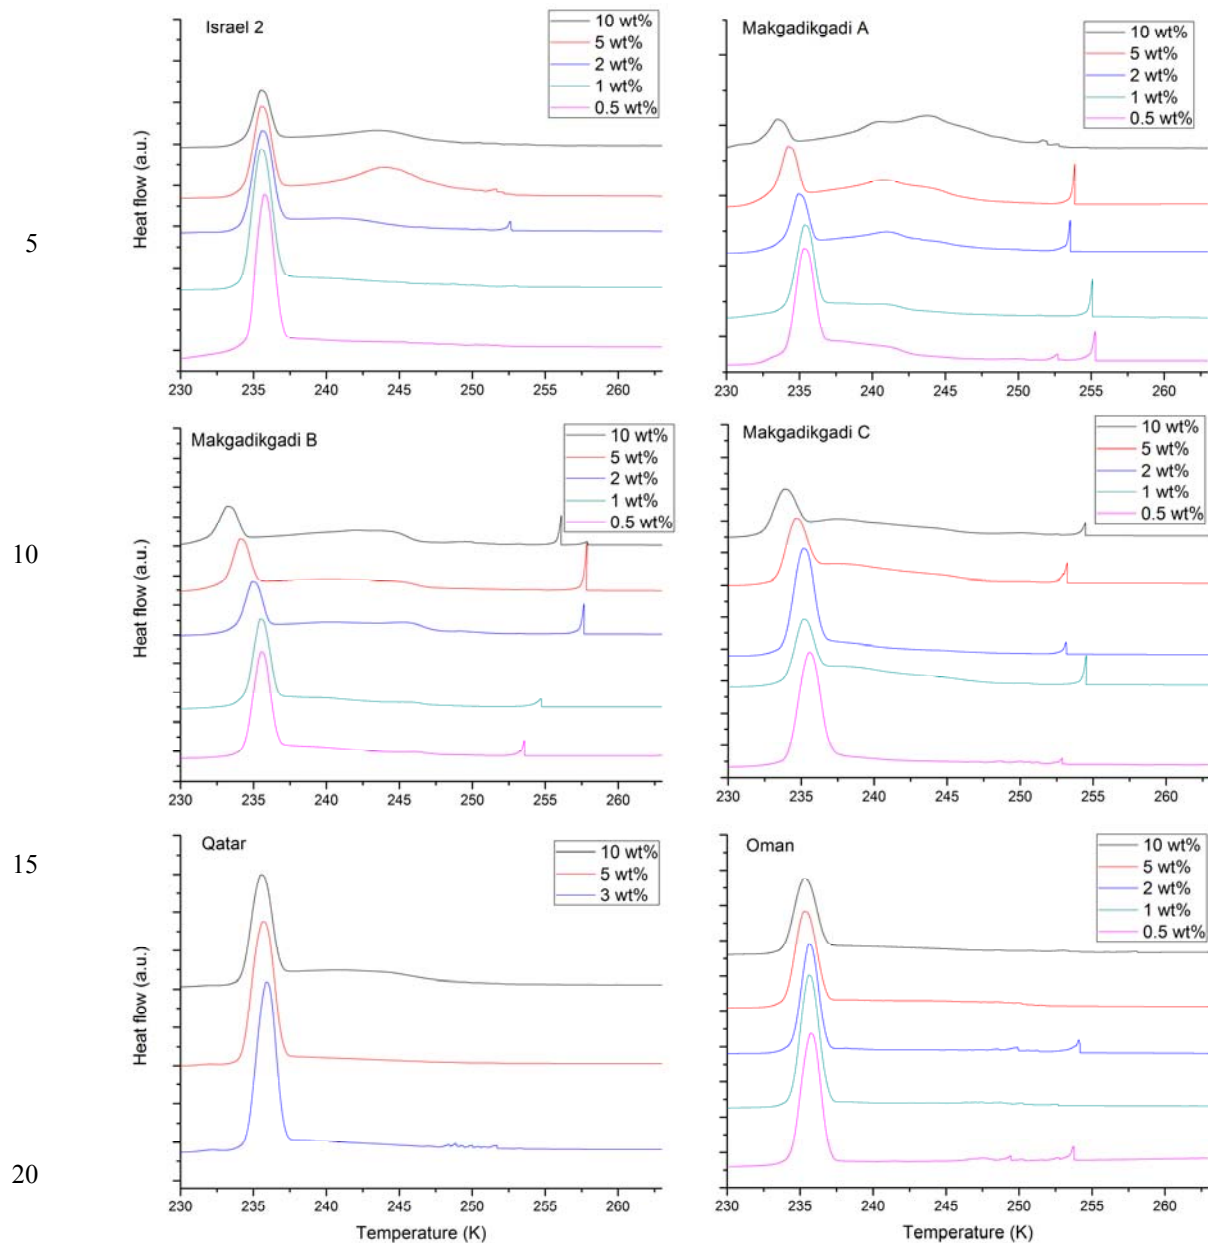 Israel 2
10 wt%
5 wt%
2 wt%
1 wt%
0.5 wt%
Heat flow (a.u.)
230 235 240 245 250 255 260
Makgadikgadi A
10 wt%
5 wt%
2 wt%
1 wt%
0.5 wt%
230 235 240 245 250 255 260
5
Makgadikgadi B
10 wt%
5 wt%
2 wt%
1 wt%
0.5 wt%
Heat flow (a.u.)
230 235 240 245 250 255 260
Makgadikgadi C
10 wt%
5 wt%
2 wt%
1 wt%
0.5 wt%
230 235 240 245 250 255 260
10
Qatar
10 wt%
5 wt%
3 wt%
Heat flow (a.u.)
230 235 240 245 250 255 260
Temperature (K)
Oman
10 wt%
5 wt%
2 wt%
1 wt%
0.5 wt%
230 235 240 245 250 255 260
Temperature (K)
15
20